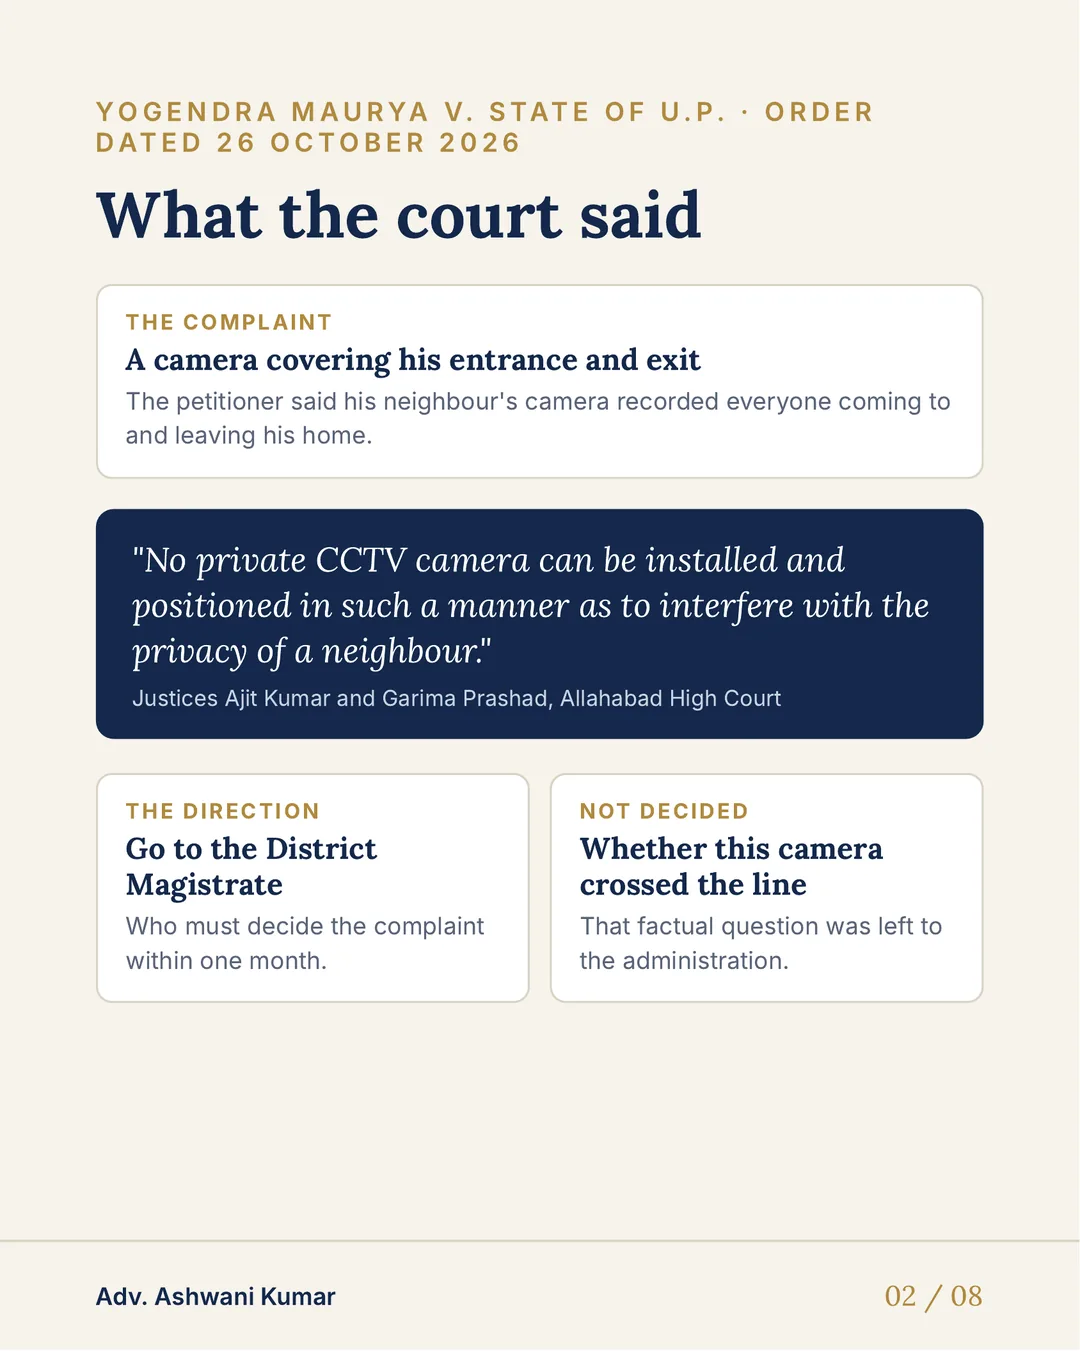 YOGENDRA MAURYA V. STATE OF U.P. · ORDER
DATED 26 OCTOBER 2026
What the court said
THE COMPLAINT
A camera covering his entrance and exit
The petitioner said his neighbour's camera recorded everyone coming to
and leaving his home.
"No private CCTV camera can be installed and
positioned in such a manner as to interfere with the
privacy of a neighbour."
Justices Ajit Kumar and Garima Prashad, Allahabad High Court
THE DIRECTION
Go to the District
Magistrate
Who must decide the complaint
within one month.
NOT DECIDED
Whether this camera
crossed the line
That factual question was left to
the administration.
Adv. Ashwani Kumar
02 / 08